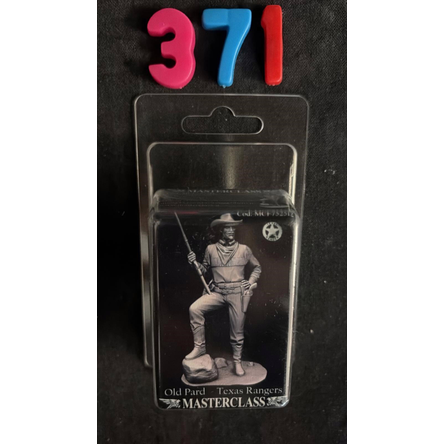 371
MASTERCLASS
Old Pard Texas Rangers
MASTERCLASS